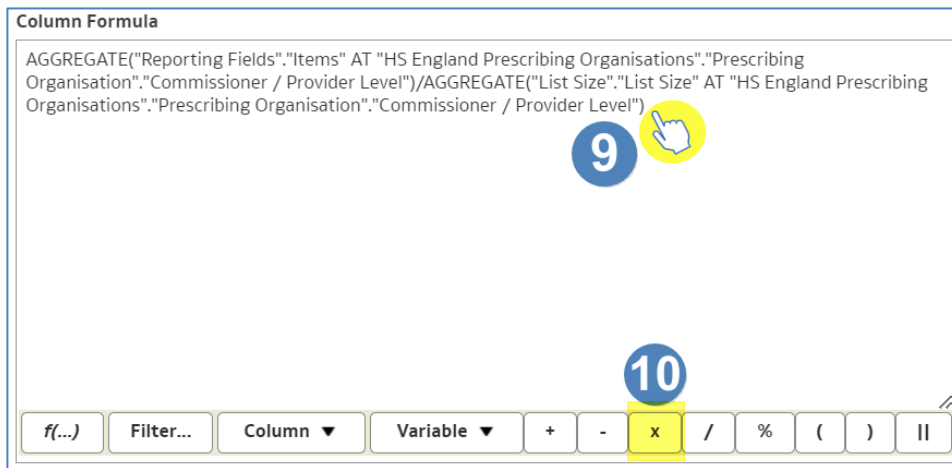 Column Formula
AGGREGATE("Reporting Fields"."Items" AT "HS England Prescribing Organisations"."Prescribing
Organisation"."Commissioner / Provider Level")/AGGREGATE("List Size"."List Size" AT "HS England Prescribing
Organisations"."Prescribing Organisation"."Commissioner / Provider Level")
9
10
f(...) Filter... Column ▼ Variable ▼ + - x / % ( ) ||